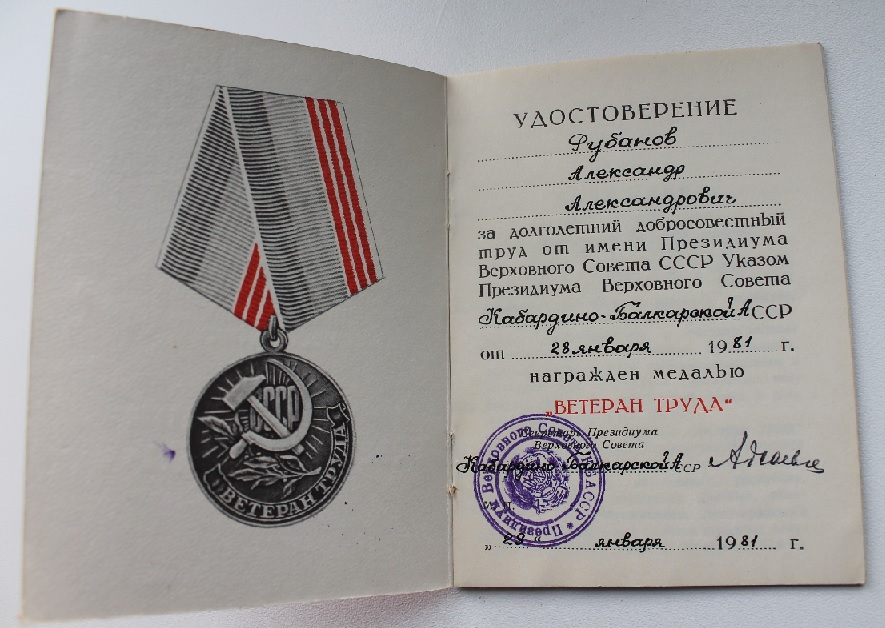 СССР
ВЕТЕРАН ТРУДА
УДОСТОВЕРЕНИЕ
Рубанов
Александр
Александрович
за долголетний добросовестный
труд от имени Президиума
Верховного Совета СССР Указом
Президиума Верховного Совета
Кабардино-Балкарской АССР
от 28 января 1981 г.
награжден медалью
„ВЕТЕРАН ТРУДА“
Секретарь Президиума
Верховного Совета
Кабардино-Балкарской АССР
„29“ января 1981 г.